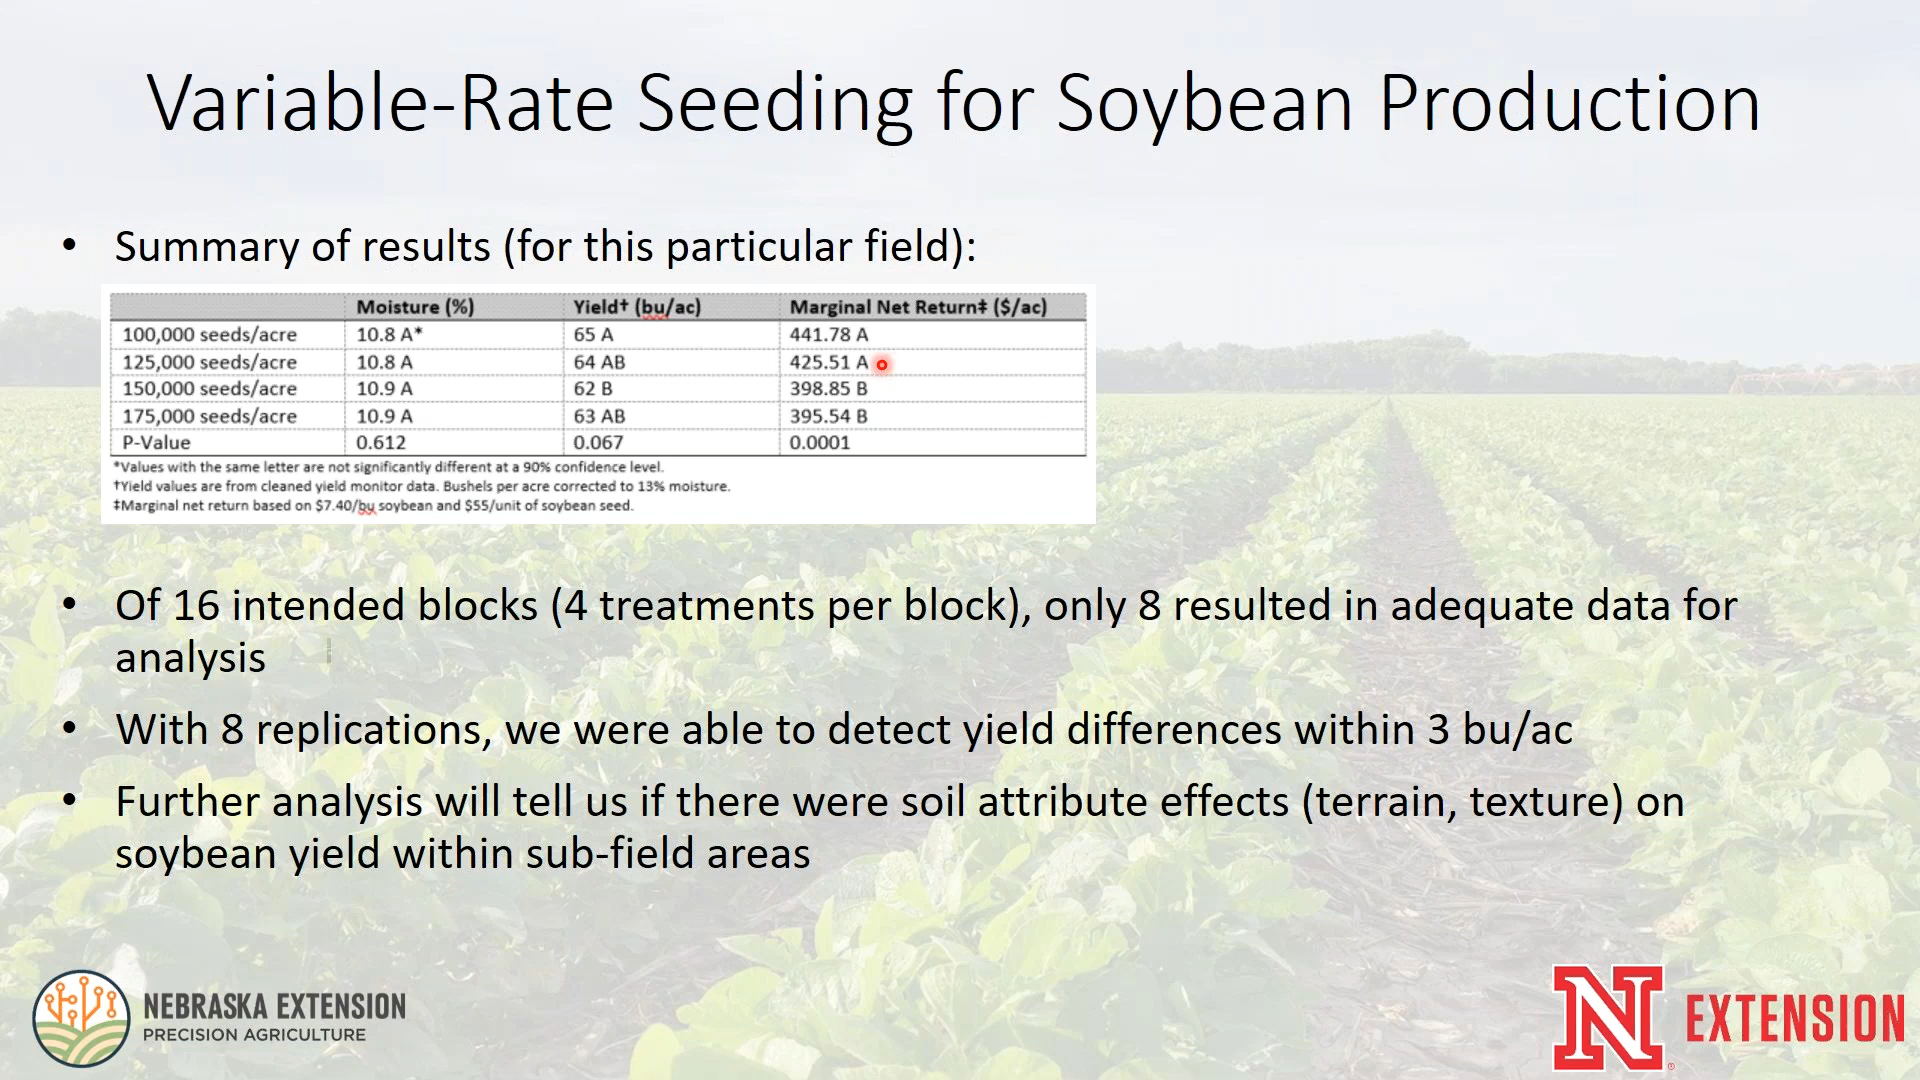 Variable-Rate Seeding for Soybean Production
• Summary of results (for this particular field):
Moisture (%) Yield† (bu/ac) Marginal Net Return‡ ($/ac)
100,000 seeds/acre 10.8 A* 65 A 441.78 A
125,000 seeds/acre 10.8 A 64 AB 425.51 A
150,000 seeds/acre 10.9 A 62 B 398.85 B
175,000 seeds/acre 10.9 A 63 AB 395.54 B
P-Value 0.612 0.067 0.0001
*Values with the same letter are not significantly different at a 90% confidence level.
†Yield values are from cleaned yield monitor data. Bushels per acre corrected to 13% moisture.
‡Marginal net return based on $7.40/bu soybean and $55/unit of soybean seed.
• Of 16 intended blocks (4 treatments per block), only 8 resulted in adequate data for
analysis
• With 8 replications, we were able to detect yield differences within 3 bu/ac
• Further analysis will tell us if there were soil attribute effects (terrain, texture) on
soybean yield within sub-field areas
NEBRASKA EXTENSION
PRECISION AGRICULTURE
N EXTENSION
®